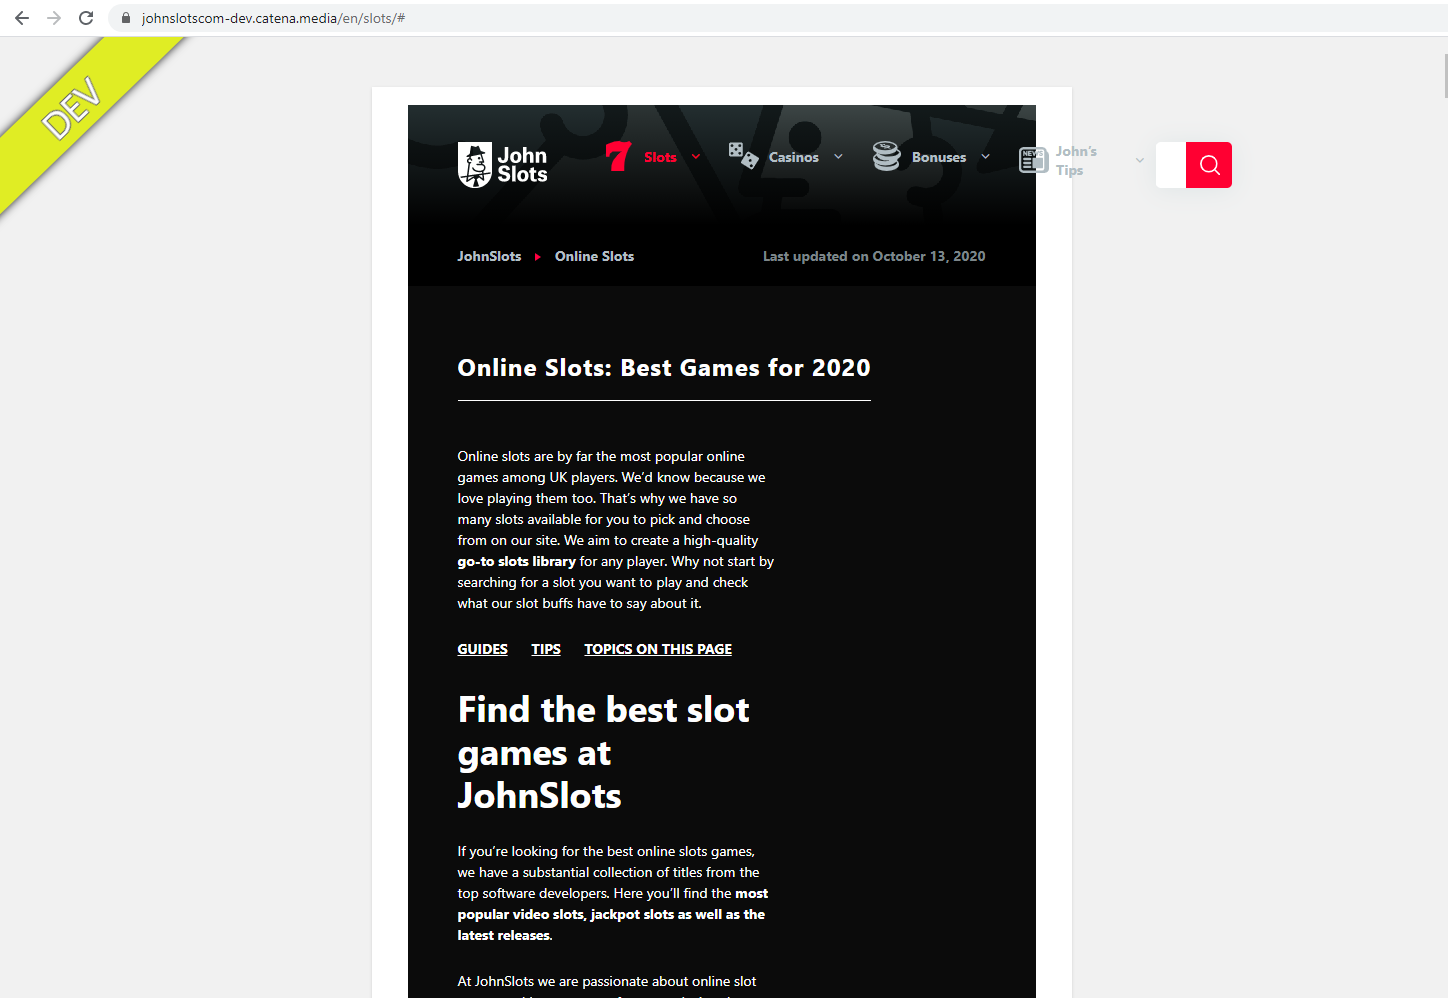 johnslotscom-dev.catena.media/en/slots/#
DEV
John
Slots
Slots
Casinos
Bonuses
NEWS
John’s
Tips
JohnSlots
Online Slots
Last updated on October 13, 2020
Online Slots: Best Games for 2020
Online slots are by far the most popular online
games among UK players. We’d know because we
love playing them too. That’s why we have so
many slots available for you to pick and choose
from on our site. We aim to create a high-quality
go-to slots library for any player. Why not start by
searching for a slot you want to play and check
what our slot buffs have to say about it.
GUIDES TIPS TOPICS ON THIS PAGE
Find the best slot
games at
JohnSlots
If you’re looking for the best online slots games,
we have a substantial collection of titles from the
top software developers. Here you’ll find the most
popular video slots, jackpot slots as well as the
latest releases.
At JohnSlots we are passionate about online slot